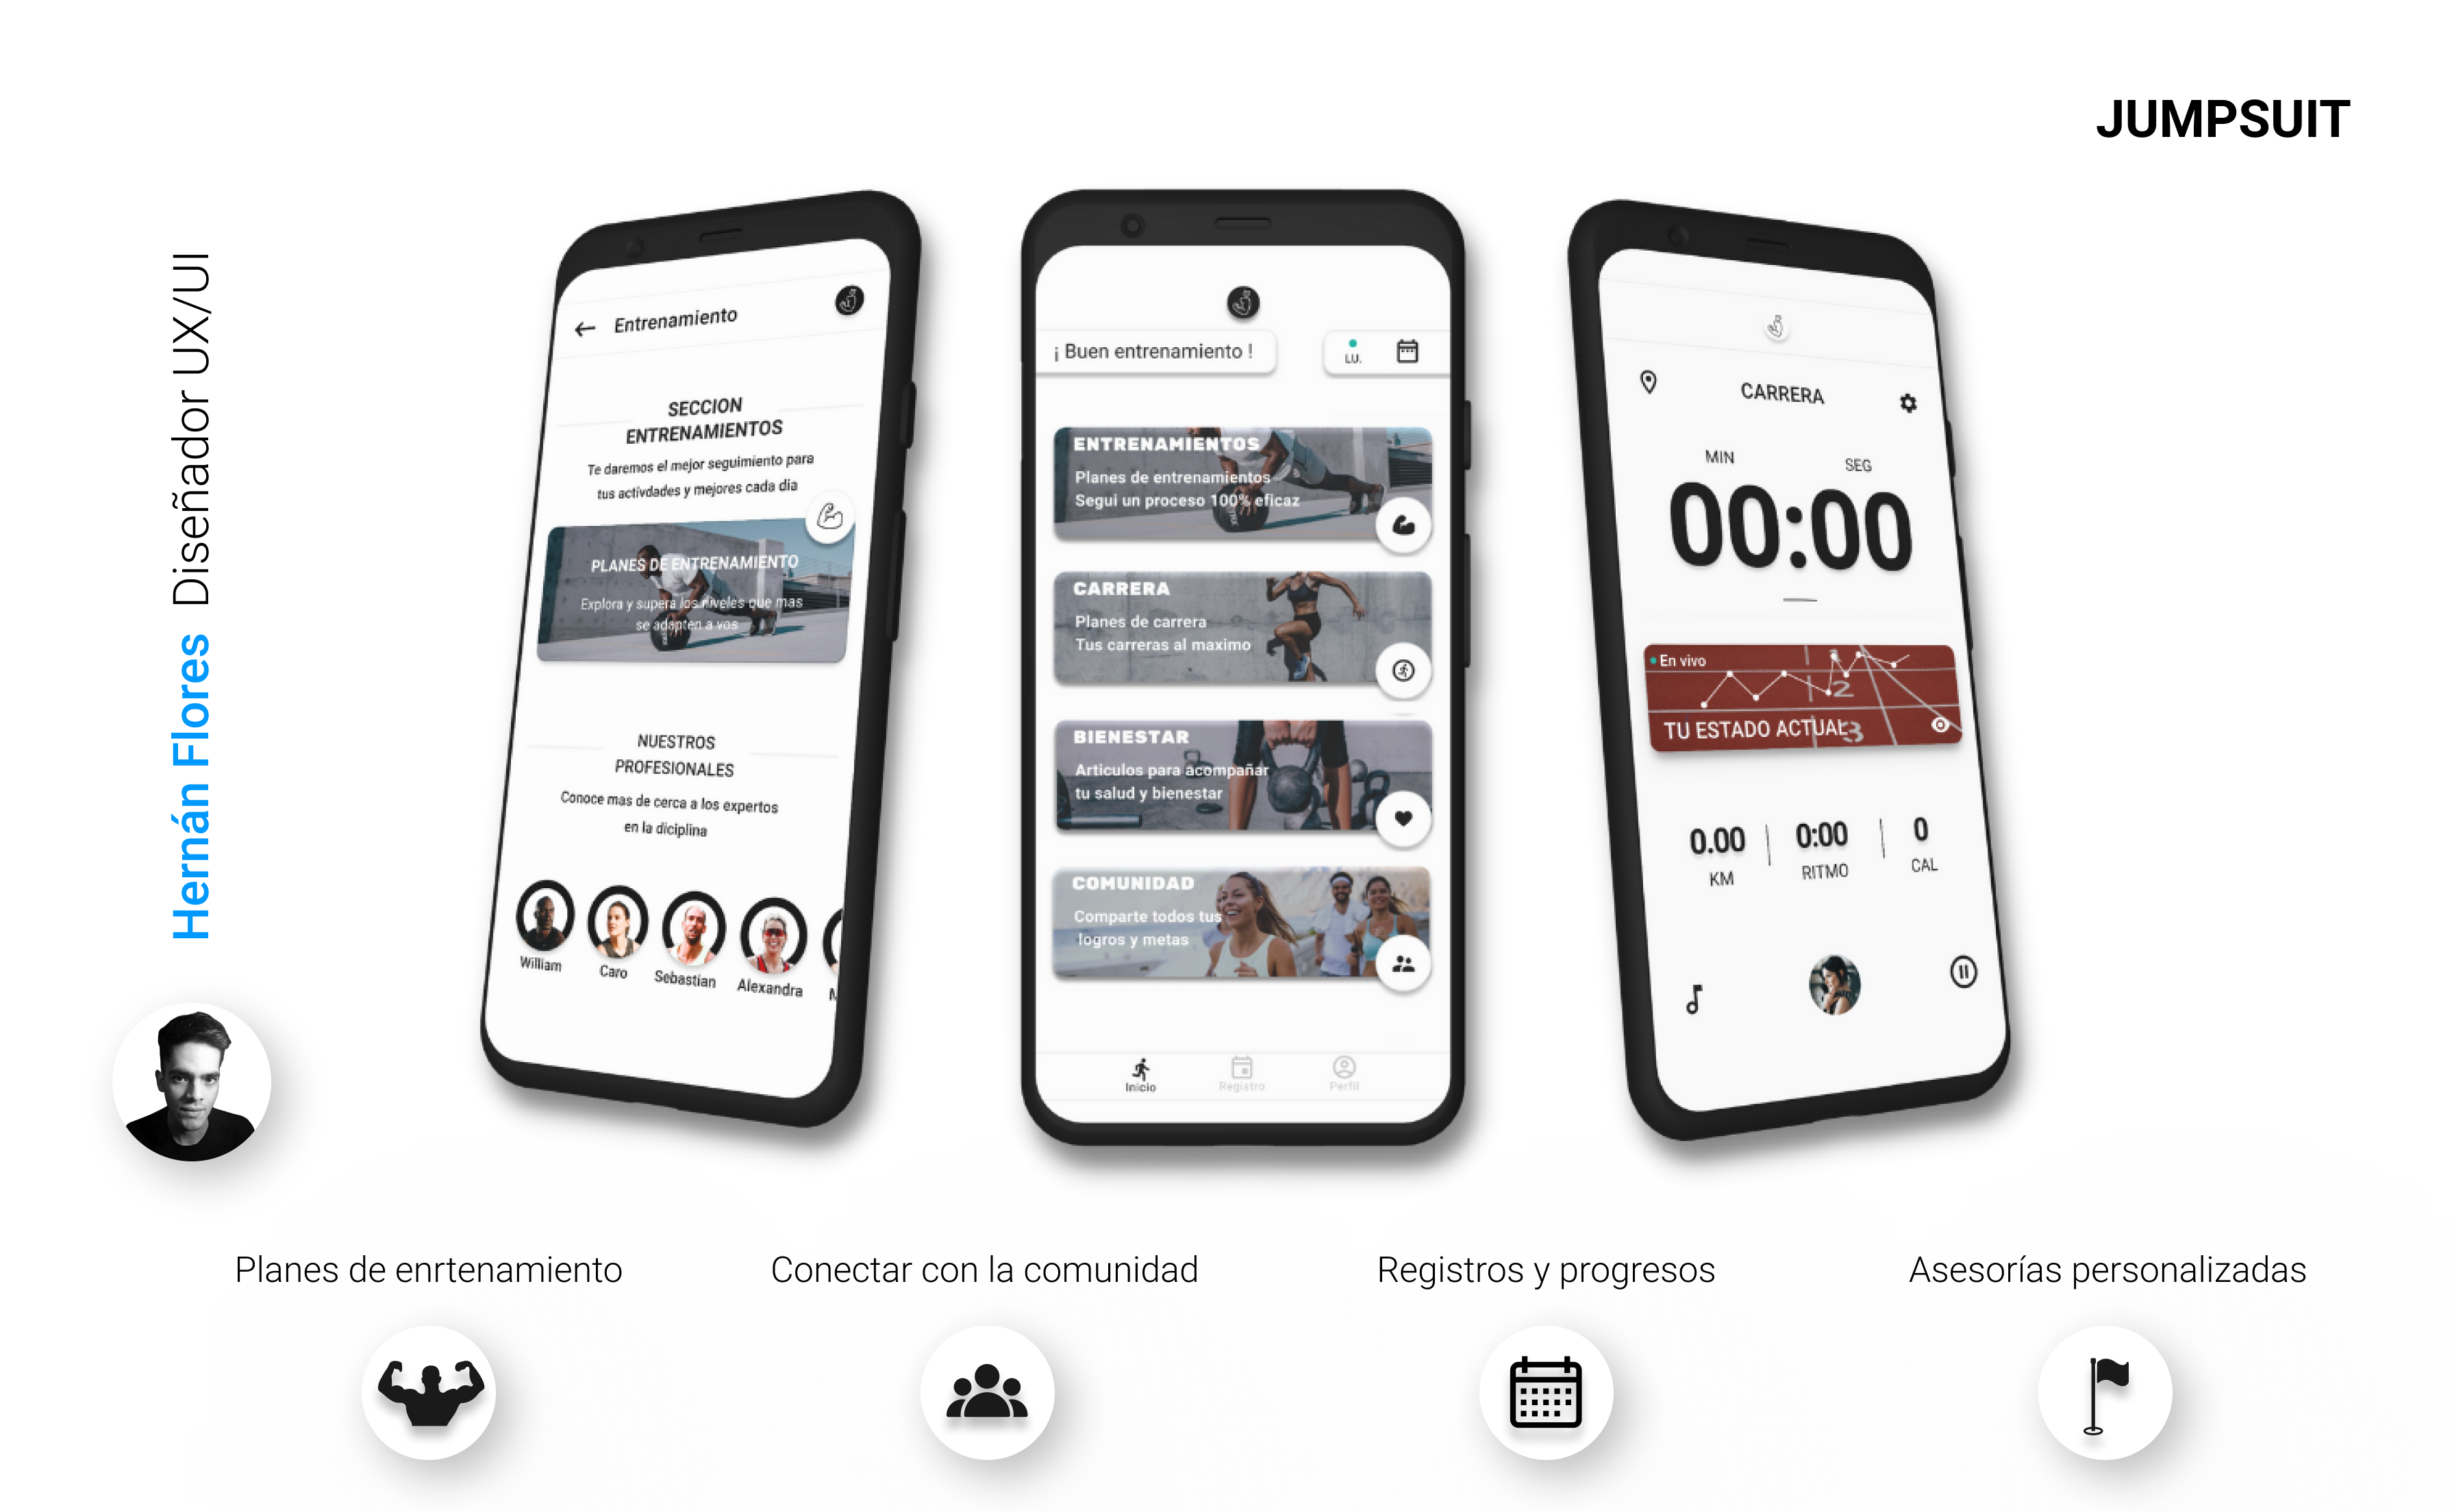 JUMPSUIT
Hernán Flores Diseñador UX/UI
Entrenamiento
SECCION
ENTRENAMIENTOS
Te daremos el mejor seguimiento para
tus activdades y mejores cada dia
PLANES DE ENTRENAMIENTO
Explora y supera los niveles que mas
se adapten a vos
NUESTROS
PROFESIONALES
Conoce mas de cerca a los expertos
en la diciplina
William
Caro
Sebastian
Alexandra
¡ Buen entrenamiento !
LU.
ENTRENAMIENTOS
Planes de entrenamientos
Segui un proceso 100% eficaz
CARRERA
Planes de carrera
Tus carreras al maximo
BIENESTAR
Articulos para acompañar
tu salud y bienestar
COMUNIDAD
Comparte todos tus
logros y metas
Inicio
Registro
Perfil
CARRERA
MIN SEG
00:00
En vivo
2
TU ESTADO ACTUAL
3
0.00 0:00 0
KM RITMO CAL
Planes de enrtenamiento
Conectar con la comunidad
Registros y progresos
Asesorías personalizadas